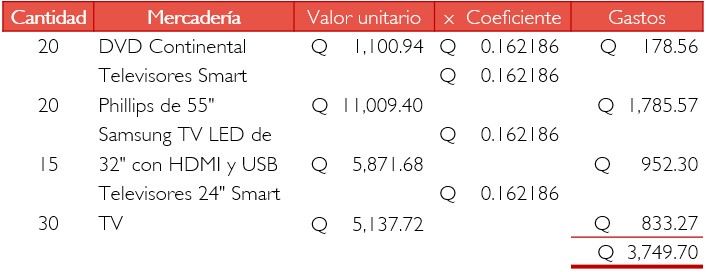 Cantidad Mercadería Valor unitario x Coeficiente Gastos
20 DVD Continental Q 1,100.94 Q 0.162186 Q 178.56
Televisores Smart Q 0.162186
20 Phillips de 55" Q 11,009.40 Q 1,785.57
Samsung TV LED de Q 0.162186
15 32" con HDMI y USB Q 5,871.68 Q 952.30
Televisores 24" Smart Q 0.162186
30 TV Q 5,137.72 Q 833.27
Q 3,749.70